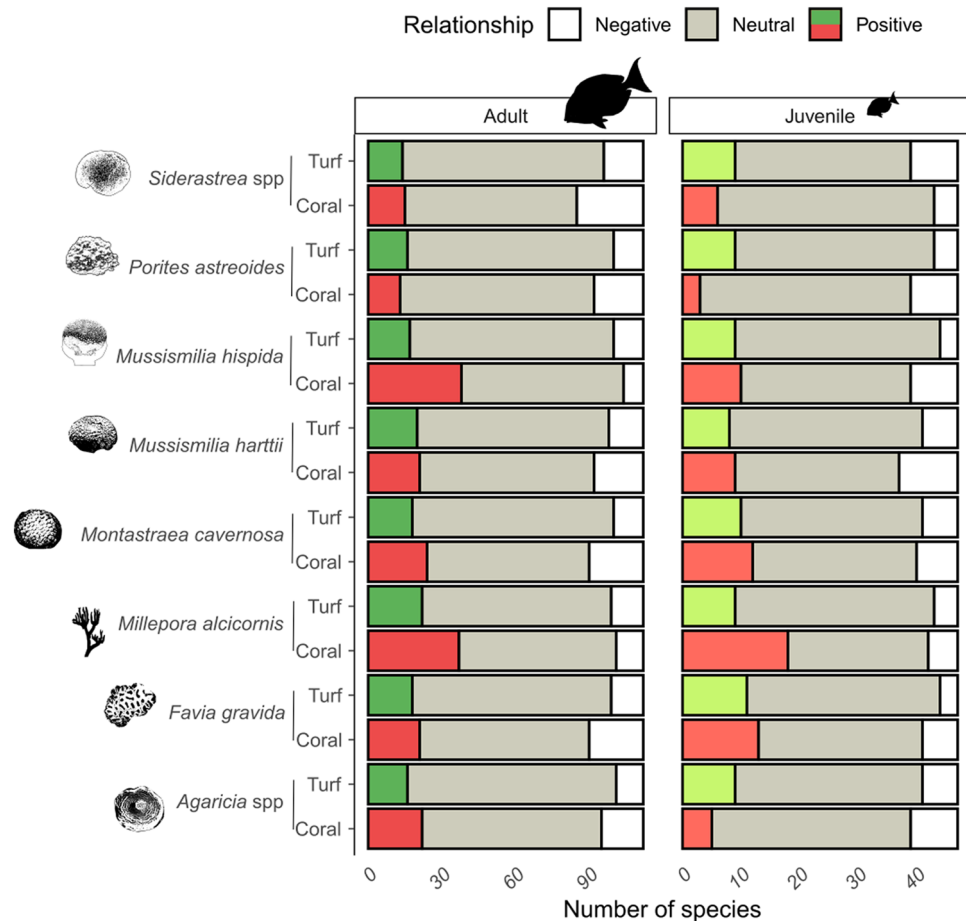 Relationship Negative Neutral Positive
Adult Juvenile
Siderastrea spp
Turf
Coral
Porites astreoides
Turf
Coral
Mussismilia hispida
Turf
Coral
Mussismilia harttii
Turf
Coral
Montastraea cavernosa
Turf
Coral
Millepora alcicornis
Turf
Coral
Favia gravida
Turf
Coral
Agaricia spp
Turf
Coral
0 30 60 90 0 10 20 30 40
Number of species